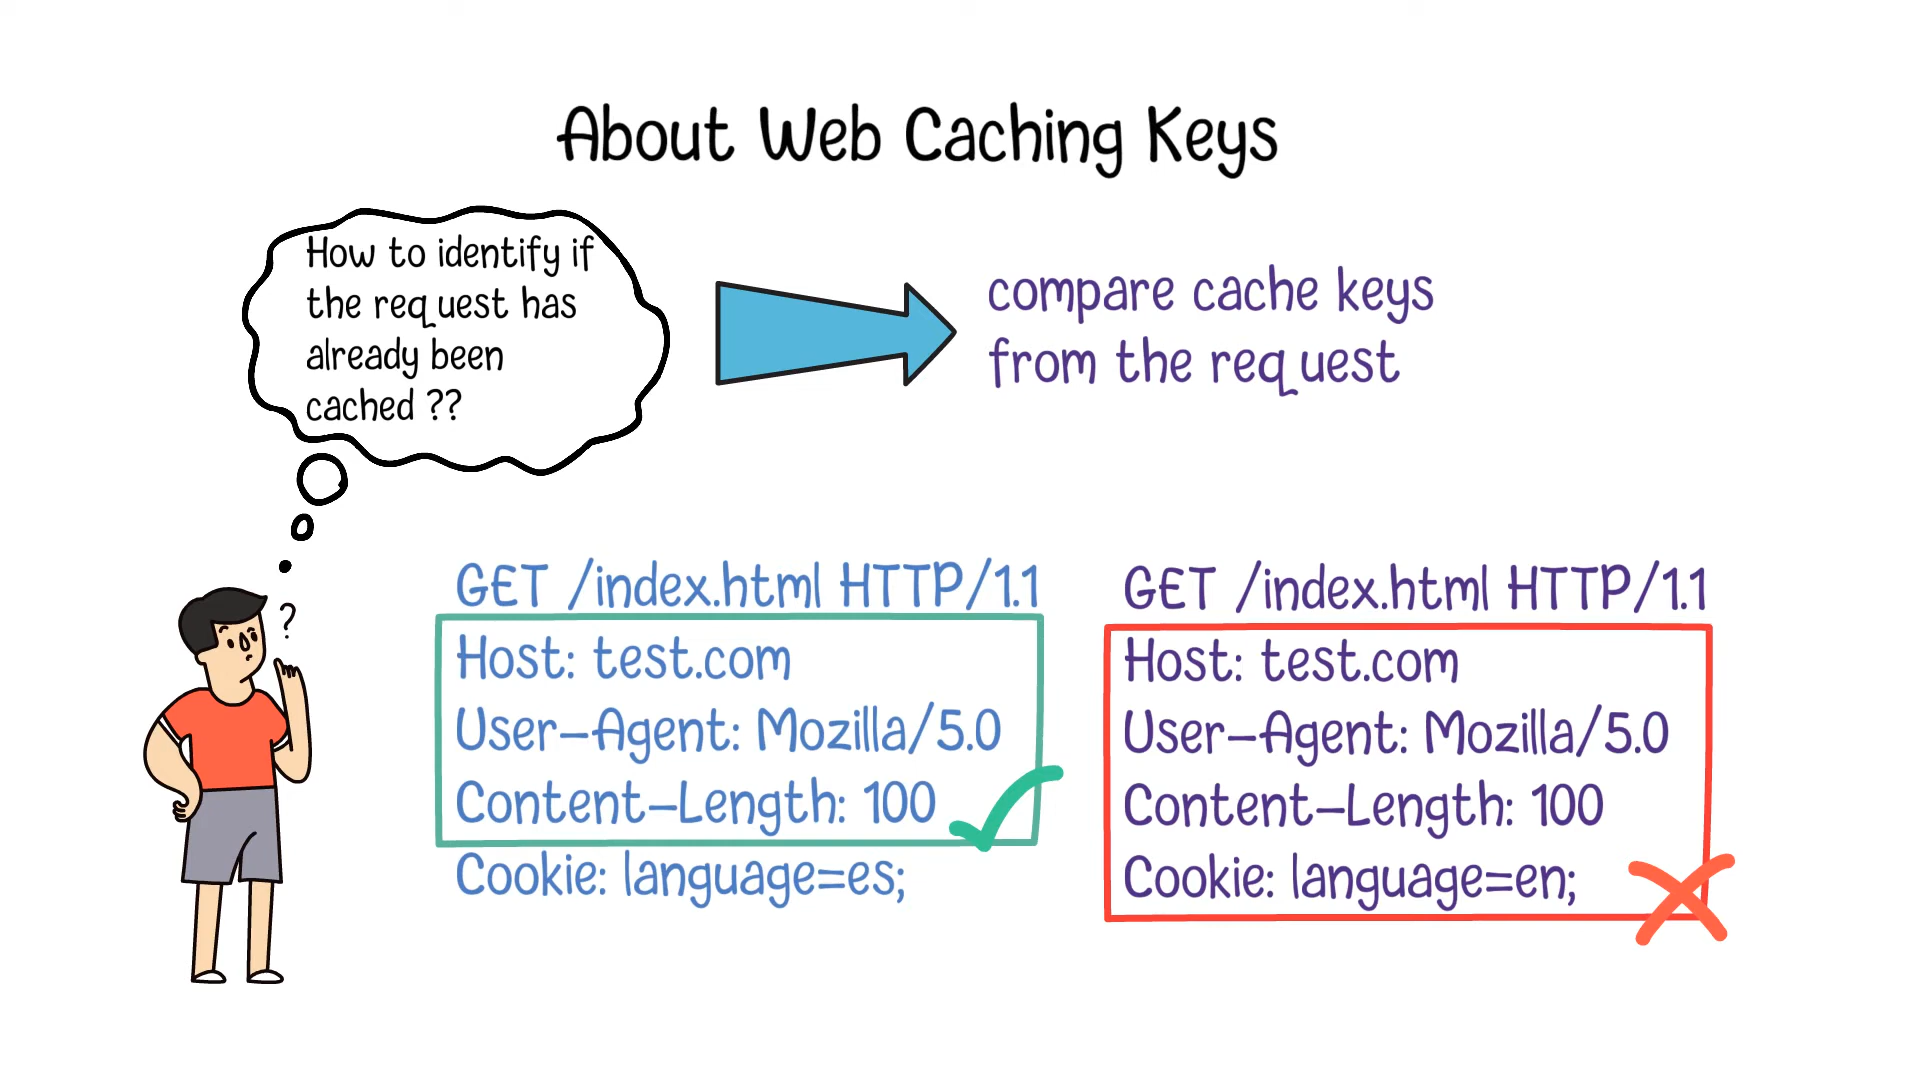 About Web Caching Keys
How to identify if
the request has
already been
cached ??
compare cache keys
from the request
?
GET /index.html HTTP/1.1
Host: test.com
User-Agent: Mozilla/5.0
Content-Length: 100
Cookie: language=es;
GET /index.html HTTP/1.1
Host: test.com
User-Agent: Mozilla/5.0
Content-Length: 100
Cookie: language=en;